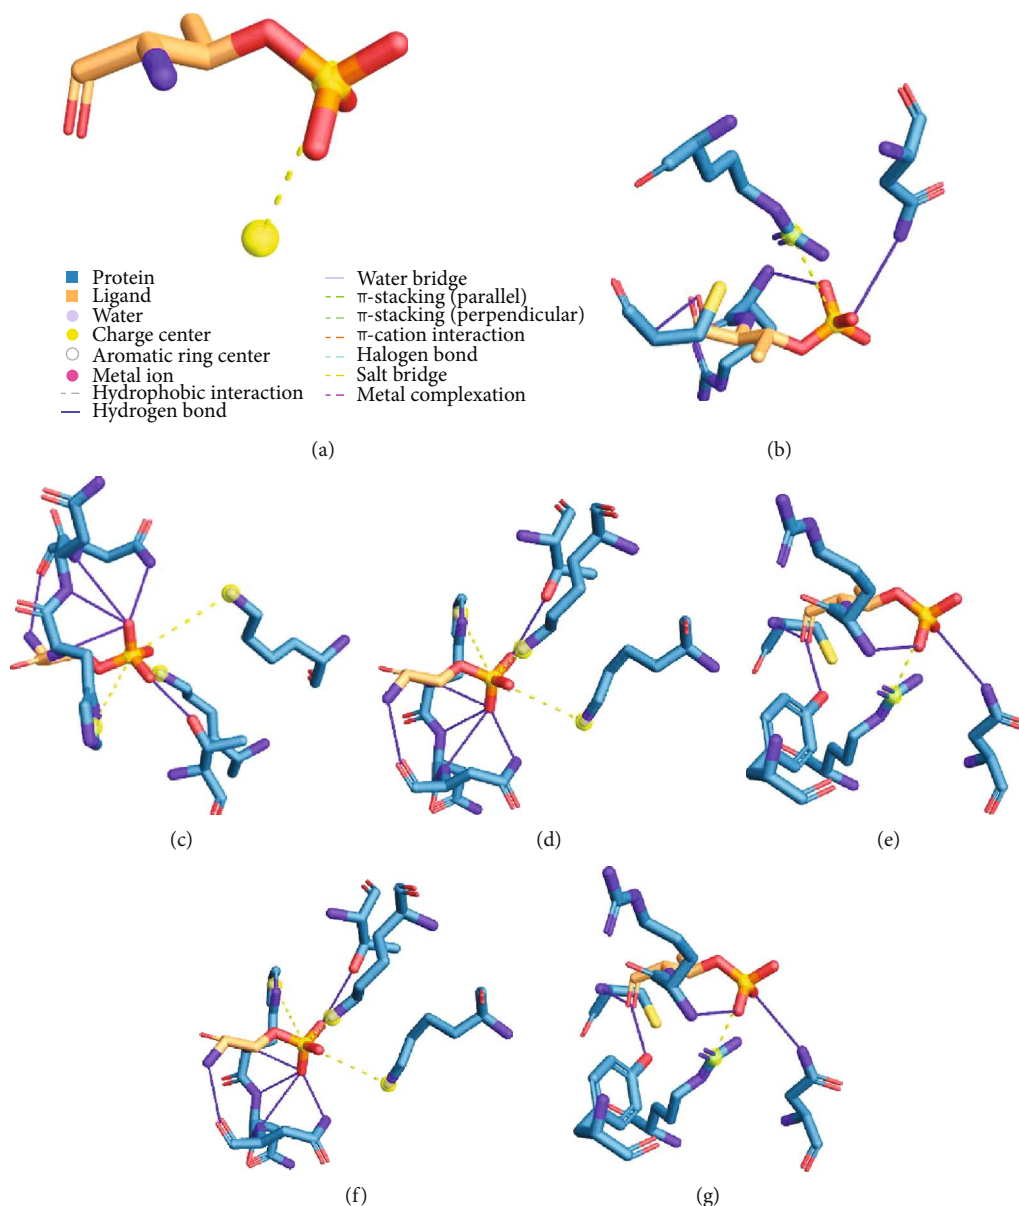 Protein
Ligand
Water
Charge center
Aromatic ring center
Metal ion
Hydrophobic interaction
Hydrogen bond
Water bridge
π-stacking (parallel)
π-stacking (perpendicular)
π-cation interaction
Halogen bond
Salt bridge
Metal complexation
(a)
(b)
(c)
(d)
(e)
(f)
(g)